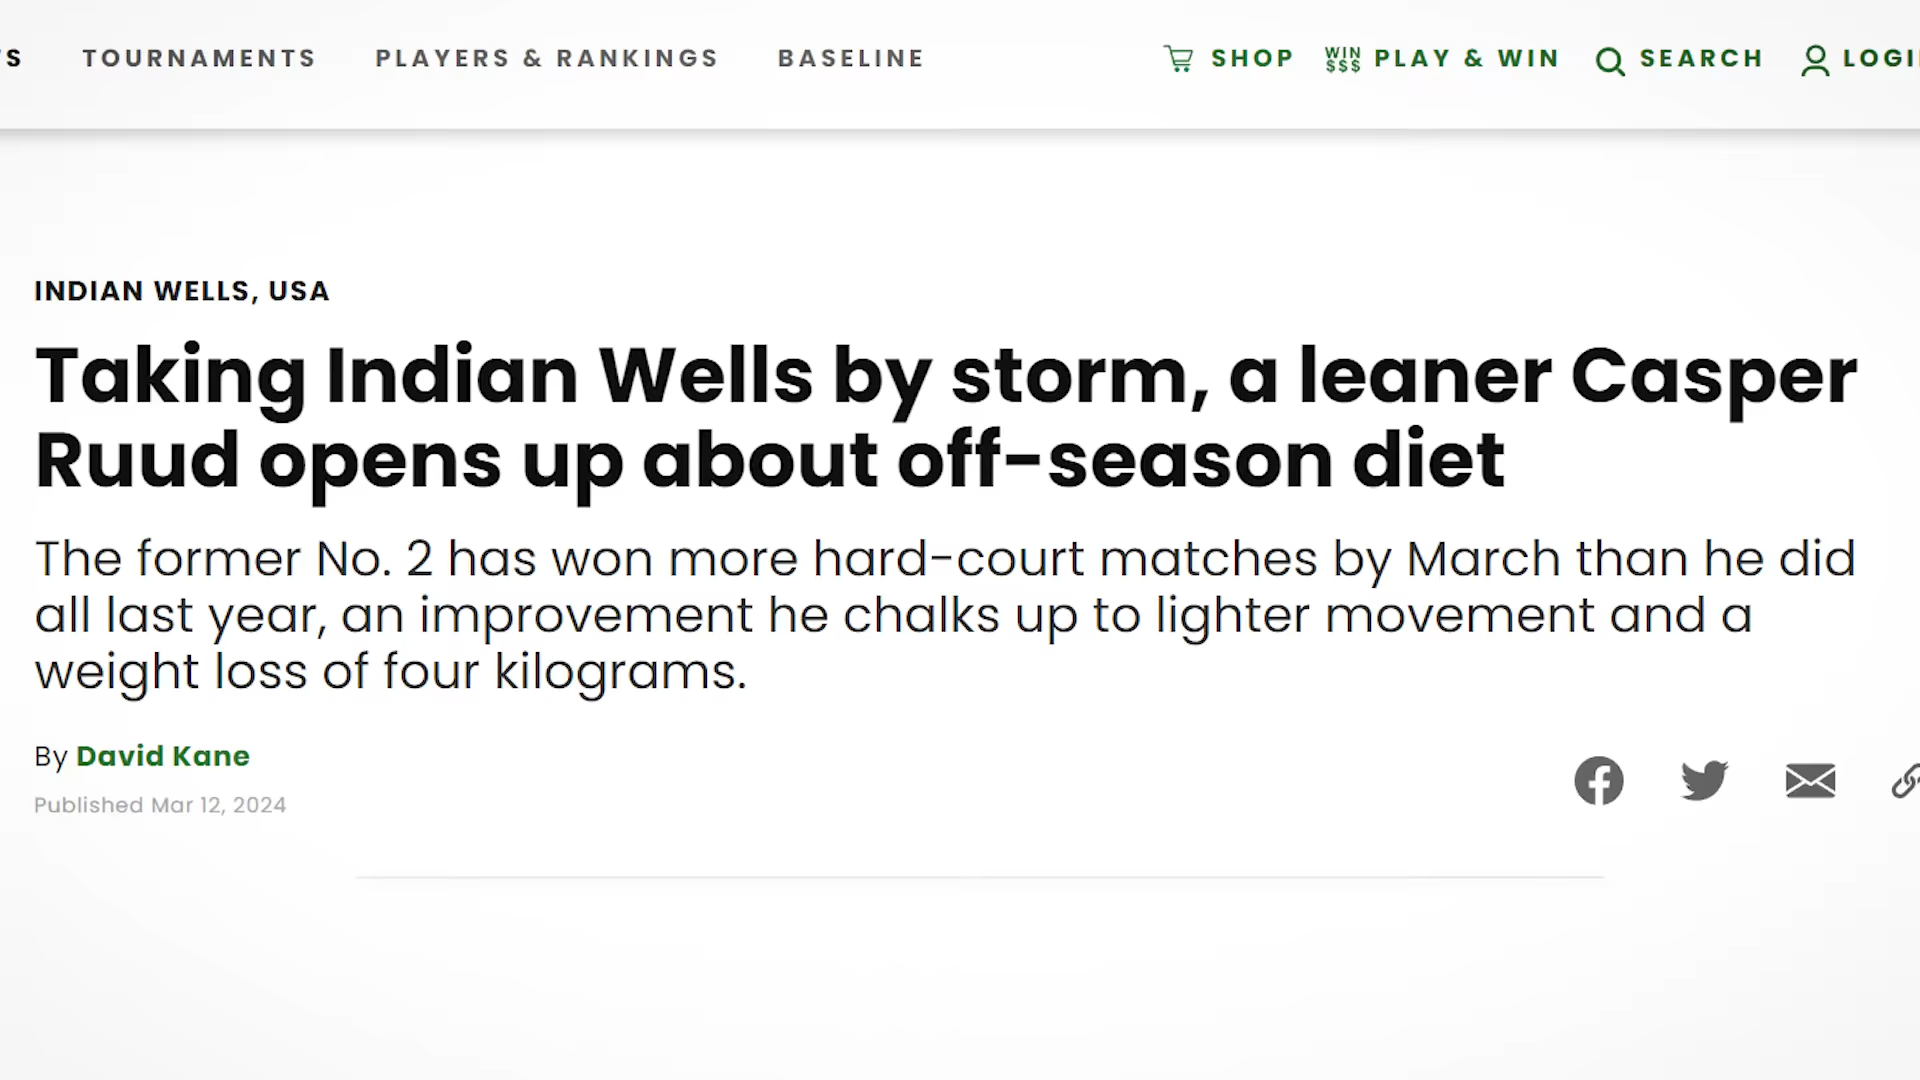 TOURNAMENTS PLAYERS & RANKINGS BASELINE SHOP WIN $$$ PLAY & WIN SEARCH
INDIAN WELLS, USA
Taking Indian Wells by storm, a leaner Casper
Ruud opens up about off-season diet
The former No. 2 has won more hard-court matches by March than he did
all last year, an improvement he chalks up to lighter movement and a
weight loss of four kilograms.
By David Kane
Published Mar 12, 2024